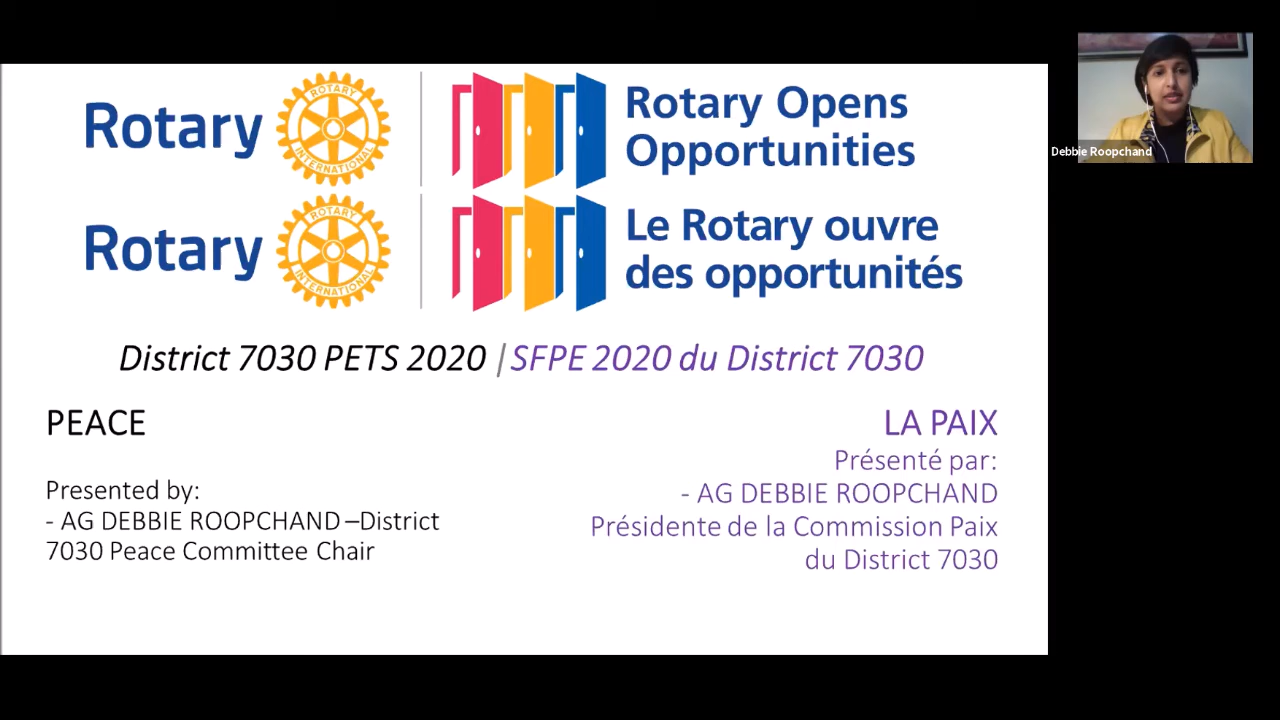 Rotary
ROTARY
INTERNATIONAL
Rotary Opens
Opportunities
Rotary
ROTARY
INTERNATIONAL
Le Rotary ouvre
des opportunités
District 7030 PETS 2020 | SFPE 2020 du District 7030
PEACE
Presented by:
- AG DEBBIE ROOPCHAND –District
7030 Peace Committee Chair
LA PAIX
Présenté par:
- AG DEBBIE ROOPCHAND
Présidente de la Commission Paix
du District 7030
Debbie Roopchand